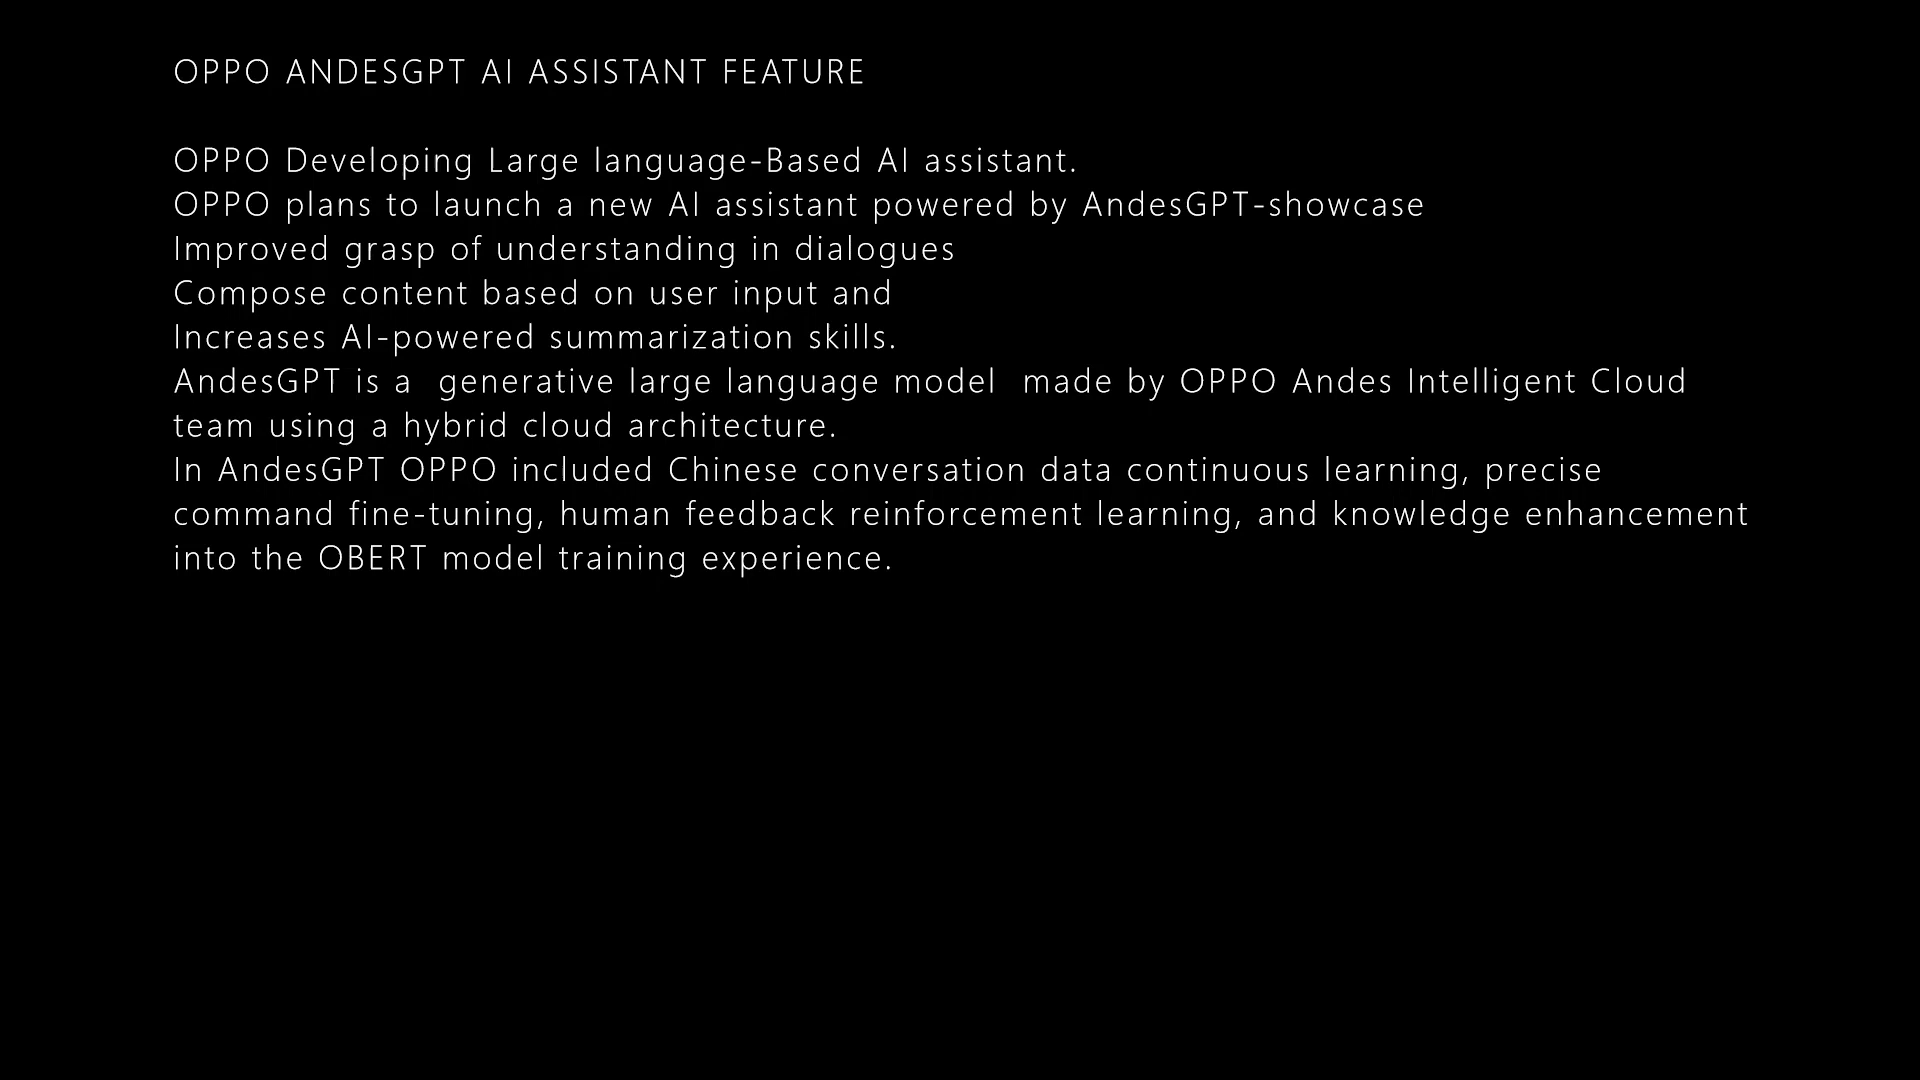 OPPO ANDESGPT AI ASSISTANT FEATURE
OPPO Developing Large language-Based AI assistant.
OPPO plans to launch a new AI assistant powered by AndesGPT-showcase
Improved grasp of understanding in dialogues
Compose content based on user input and
Increases AI-powered summarization skills.
AndesGPT is a  generative large language model  made by OPPO Andes Intelligent Cloud
team using a hybrid cloud architecture.
In AndesGPT OPPO included Chinese conversation data continuous learning, precise
command fine-tuning, human feedback reinforcement learning, and knowledge enhancement
into the OBERT model training experience.